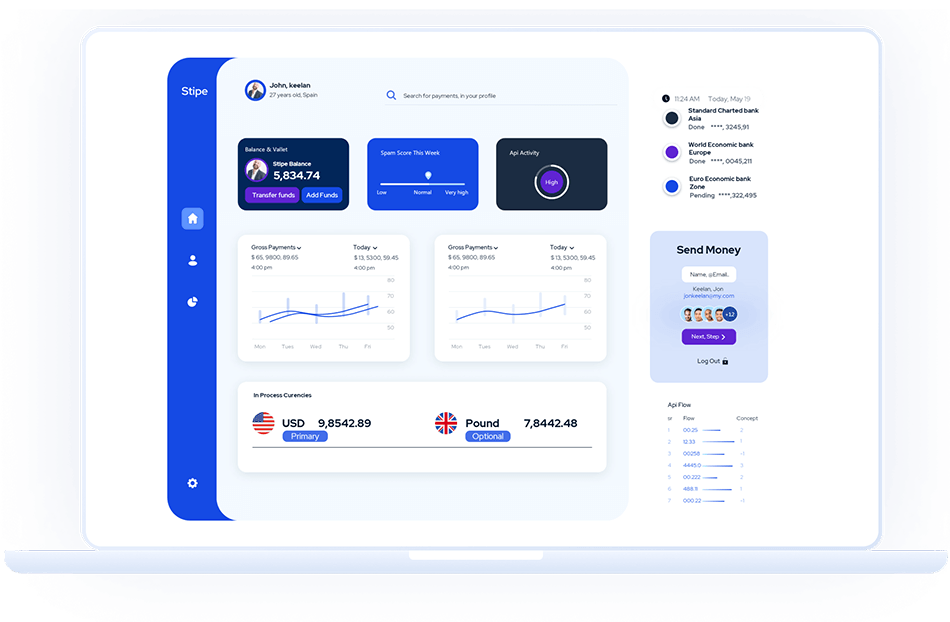 Stipe
John, keelan
27 years old, Spain
Search for payments, in your profile
Balance & Vallet
Stipe Balance
5,834.74
Transfer funds
Add Funds
Spam Score This Week
Low
Normal
Very high
Api Activity
High
Gross Payments
Today
$ 65, 9800, 89.65
$ 13, 5300, 59.45
4:00 pm
4:00 pm
80
70
60
50
Mon
Tues
Wed
Thu
Fri
Gross Payments
Today
$ 65, 9800, 89.65
$ 13, 5300, 59.45
4:00 pm
4:00 pm
80
70
60
50
Mon
Tues
Wed
Thu
Fri
In Process Curencies
USD 9,8542.89
Primary
Pound 7,8442.48
Optional
11:24 AM Today, May 19
Standard Charted bank
Asia
Done ****, 3245,91
World Economic bank
Europe
Done ****, 0045,211
Euro Economic bank
Zone
Pending ****,322,495
Send Money
Name, @Email.
Keelan, Jon
jonkeelan@my.com
+12
Next, Step
Log Out
Api Flow
Flow Concept
1 00.25 2
2 12.33 1
3 00258 -1
4 4445.0 3
5 00.222 2
6 488.11 1
7 000.22 -1